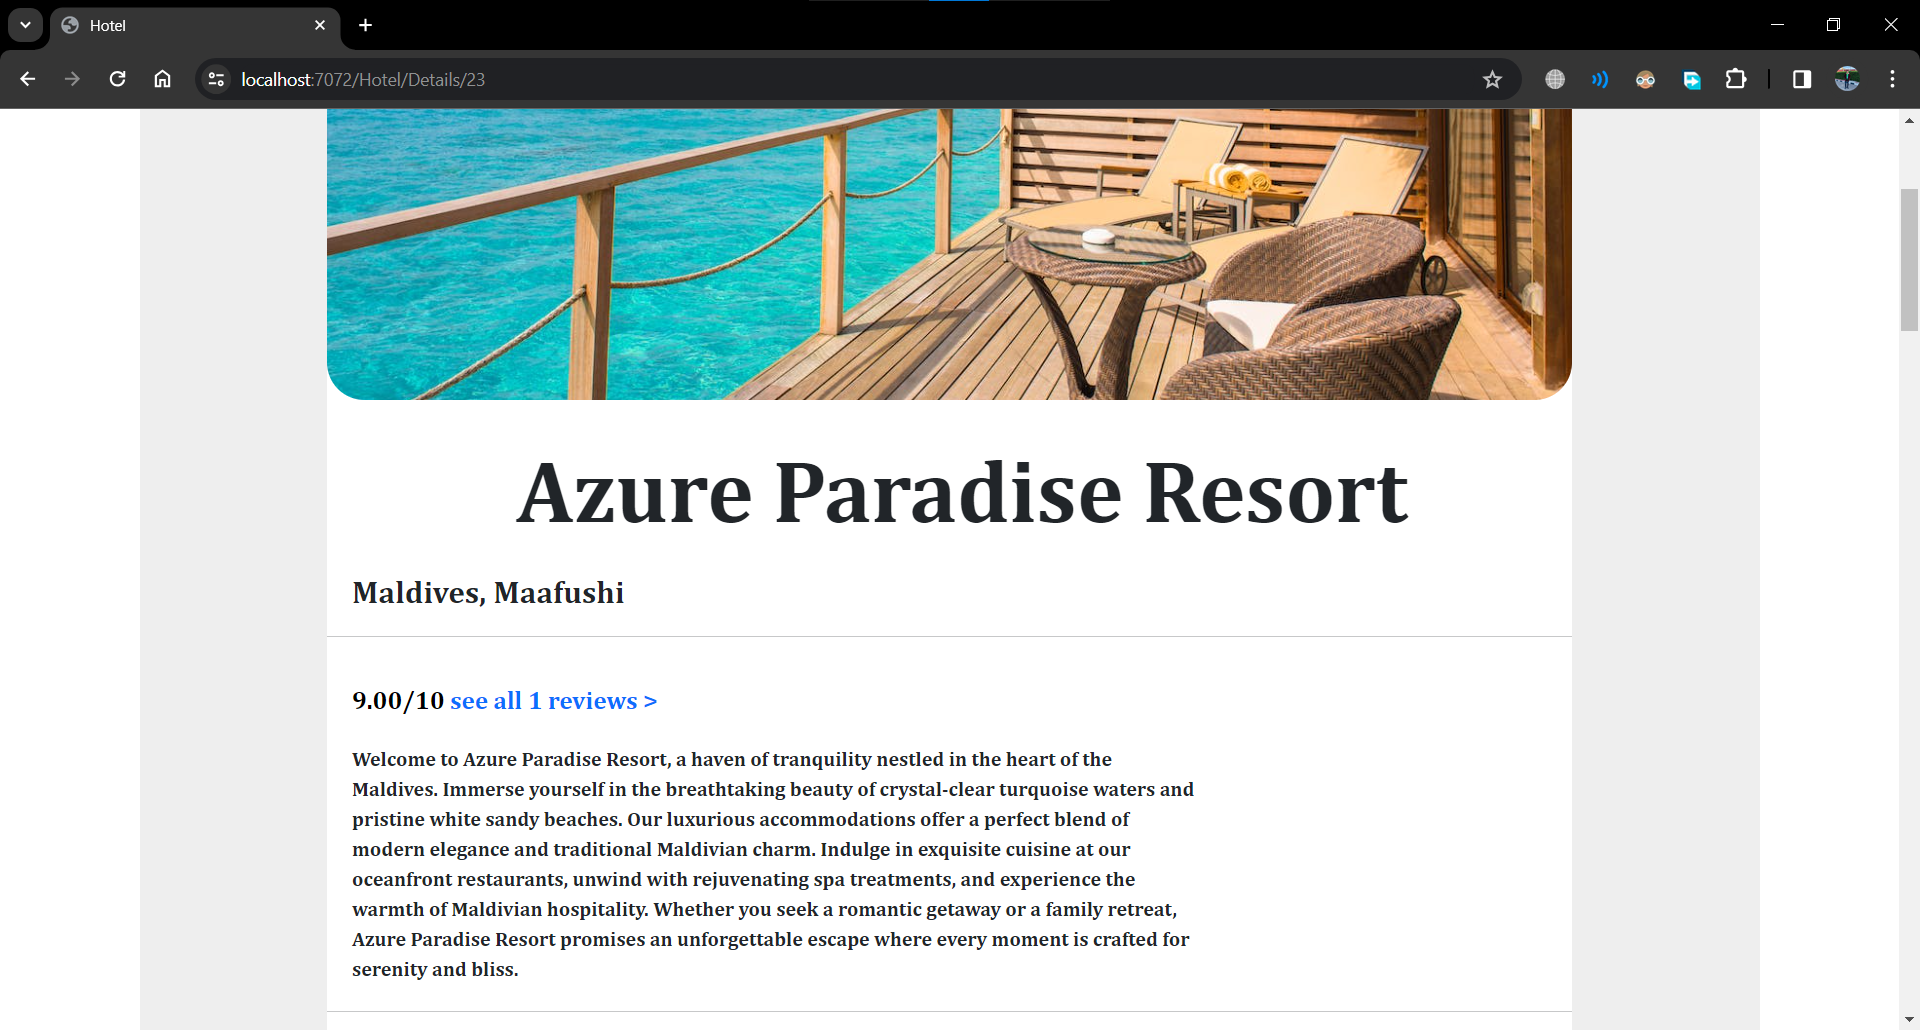 Hotel
localhost:7072/Hotel/Details/23
Azure Paradise Resort
Maldives, Maafushi
9.00/10 see all 1 reviews >
Welcome to Azure Paradise Resort, a haven of tranquility nestled in the heart of the
Maldives. Immerse yourself in the breathtaking beauty of crystal-clear turquoise waters and
pristine white sandy beaches. Our luxurious accommodations offer a perfect blend of
modern elegance and traditional Maldivian charm. Indulge in exquisite cuisine at our
oceanfront restaurants, unwind with rejuvenating spa treatments, and experience the
warmth of Maldivian hospitality. Whether you seek a romantic getaway or a family retreat,
Azure Paradise Resort promises an unforgettable escape where every moment is crafted for
serenity and bliss.